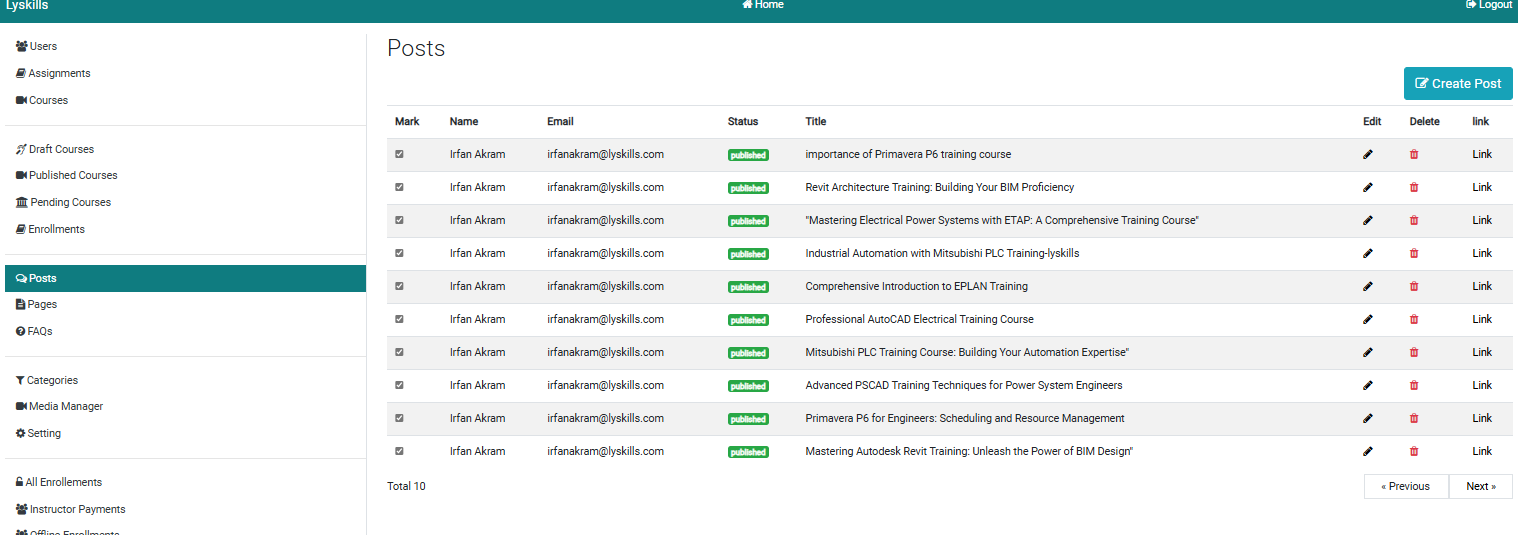 Lyskills
Home
Logout
Users
Assignments
Courses
Draft Courses
Published Courses
Pending Courses
Enrollments
Posts
Pages
FAQs
Categories
Media Manager
Setting
All Enrollements
Instructor Payments
Offline Enrollments
Posts
Create Post
Mark Name Email Status Title Edit Delete link
Irfan Akram irfanakram@lyskills.com published importance of Primavera P6 training course Link
Irfan Akram irfanakram@lyskills.com published Revit Architecture Training: Building Your BIM Proficiency Link
Irfan Akram irfanakram@lyskills.com published "Mastering Electrical Power Systems with ETAP: A Comprehensive Training Course" Link
Irfan Akram irfanakram@lyskills.com published Industrial Automation with Mitsubishi PLC Training-lyskills Link
Irfan Akram irfanakram@lyskills.com published Comprehensive Introduction to EPLAN Training Link
Irfan Akram irfanakram@lyskills.com published Professional AutoCAD Electrical Training Course Link
Irfan Akram irfanakram@lyskills.com published Mitsubishi PLC Training Course: Building Your Automation Expertise" Link
Irfan Akram irfanakram@lyskills.com published Advanced PSCAD Training Techniques for Power System Engineers Link
Irfan Akram irfanakram@lyskills.com published Primavera P6 for Engineers: Scheduling and Resource Management Link
Irfan Akram irfanakram@lyskills.com published Mastering Autodesk Revit Training: Unleash the Power of BIM Design" Link
Total 10
« Previous Next »